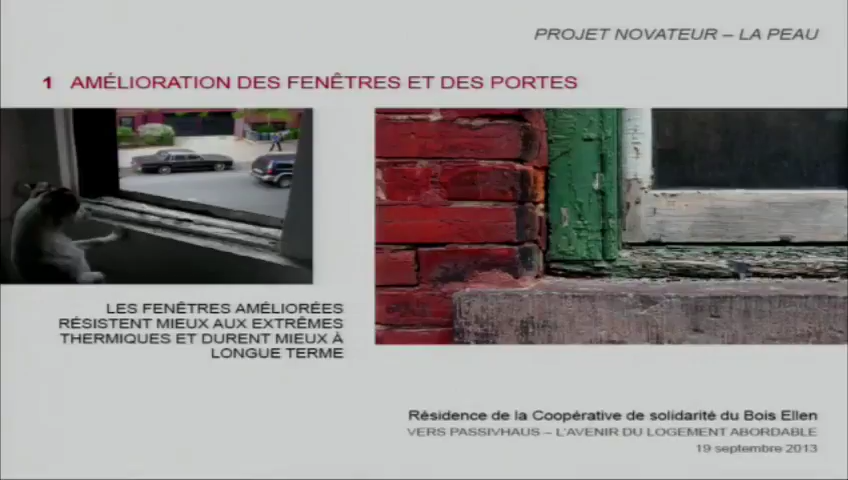 PROJET NOVATEUR – LA PEAU
1 AMÉLIORATION DES FENÊTRES ET DES PORTES
LES FENÊTRES AMÉLIORÉES
RÉSISTENT MIEUX AUX EXTRÊMES
THERMIQUES ET DURENT MIEUX À
LONGUE TERME
Résidence de la Coopérative de solidarité du Bois Ellen
VERS PASSIVHAUS – L'AVENIR DU LOGEMENT ABORDABLE
19 septembre 2013